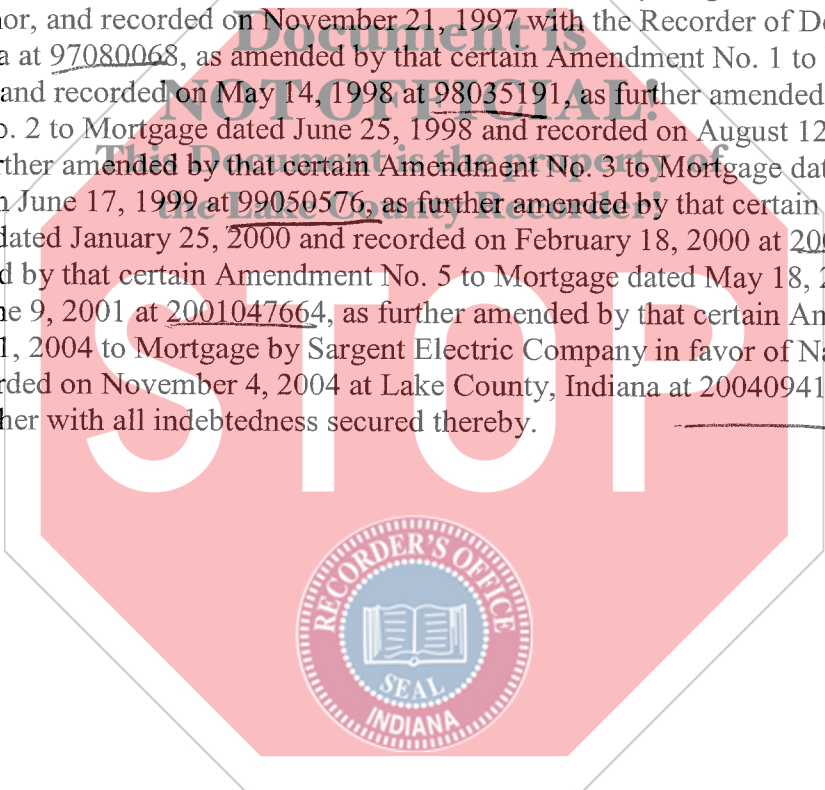 nor, and recorded on November 21, 1997 with the Recorder of De
a at 97080068, as amended by that certain Amendment No. 1 to
and recorded on May 14, 1998 at 98035191, as further amended
o. 2 to Mortgage dated June 25, 1998 and recorded on August 12
rther amended by that certain Amendment No. 3 to Mortgage dat
n June 17, 1999 at 99050576, as further amended by that certain
dated January 25, 2000 and recorded on February 18, 2000 at 200
d by that certain Amendment No. 5 to Mortgage dated May 18, 2
ne 9, 2001 at 2001047664, as further amended by that certain An
1, 2004 to Mortgage by Sargent Electric Company in favor of Na
rded on November 4, 2004 at Lake County, Indiana at 20040941
her with all indebtedness secured thereby.
Document is
NOT OFFICIAL!
This Document is the property of
the Lake County Recorder!
STOP
RECORDER'S OFFICE
SEAL
INDIANA